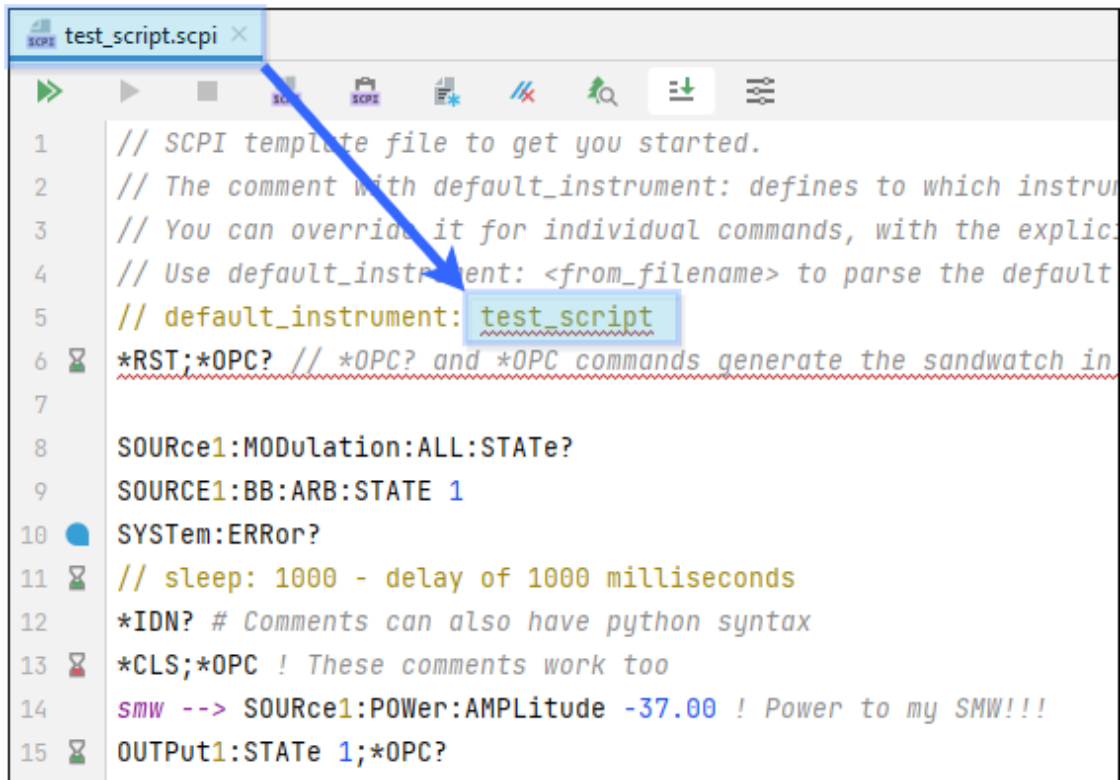 test_script.scpi
SCPI
SCPI
SCPI
1 // SCPI template file to get you started.
2 // The comment with default_instrument: defines to which
3 // You can override it for individual commands, with the
4 // Use default_instrument: <from_filename> to parse the default
5 // default_instrument: test_script
6 *RST;*OPC? // *OPC? and *OPC commands generate the sandwatch in
7
8 SOURce1:MODulation:ALL:STATe?
9 SOURCE1:BB:ARB:STATE 1
10 SYSTem:ERRor?
11 // sleep: 1000 - delay of 1000 milliseconds
12 *IDN? # Comments can also have python syntax
13 *CLS;*OPC ! These comments work too
14 smw --> SOURce1:POWer:AMPLitude -37.00 ! Power to my SMW!!!
15 OUTPut1:STATe 1;*OPC?